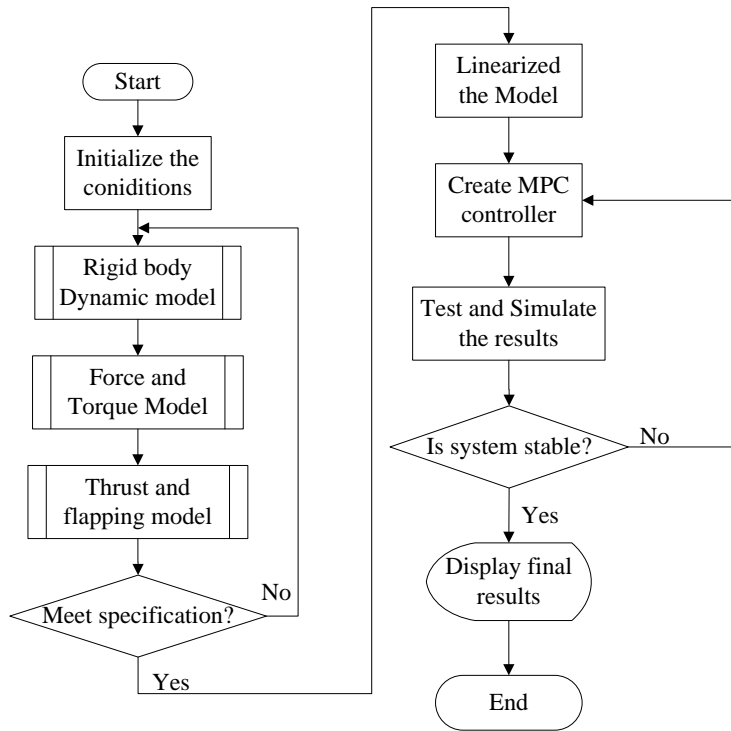 Start
Initialize the
coniditions
Rigid body
Dynamic model
Force and
Torque Model
Thrust and
flapping model
Meet specification?
No
Yes
Linearized
the Model
Create MPC
controller
Test and Simulate
the results
Is system stable?
No
Yes
Display final
results
End